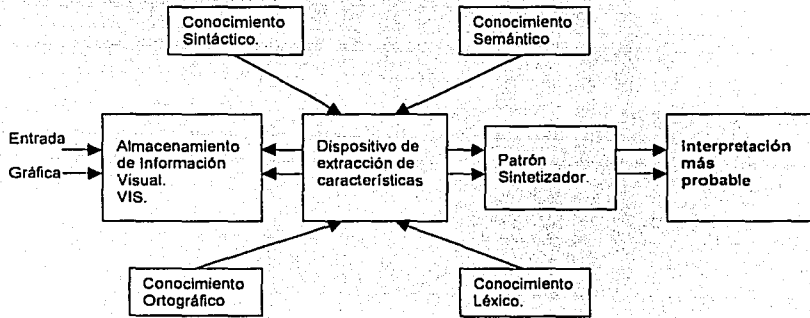 Conocimiento
Sintáctico.
Conocimiento
Semántico
Entrada
Gráfica
Almacenamiento
de Información
Visual.
VIS.
Dispositivo de
extracción de
características
Patrón
Sintetizador.
Interpretación
más
probable
Conocimiento
Ortográfico
Conocimiento
Léxico.